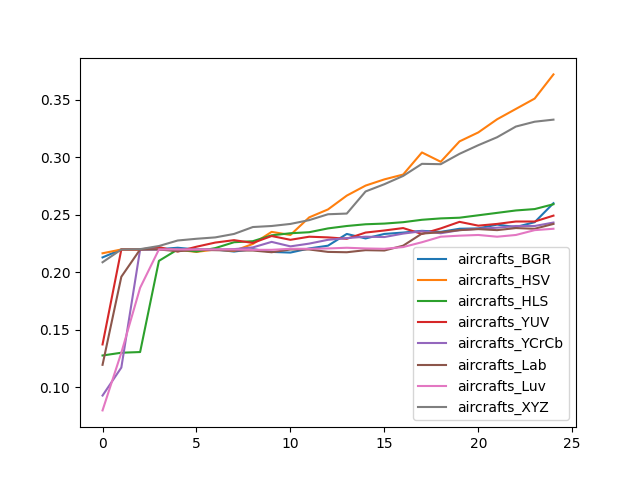 0.35
0.30
0.25
0.20
0.15
0.10
0
5
10
15
20
25
aircrafts_BGR
aircrafts_HSV
aircrafts_HLS
aircrafts_YUV
aircrafts_YCrCb
aircrafts_Lab
aircrafts_Luv
aircrafts_XYZ